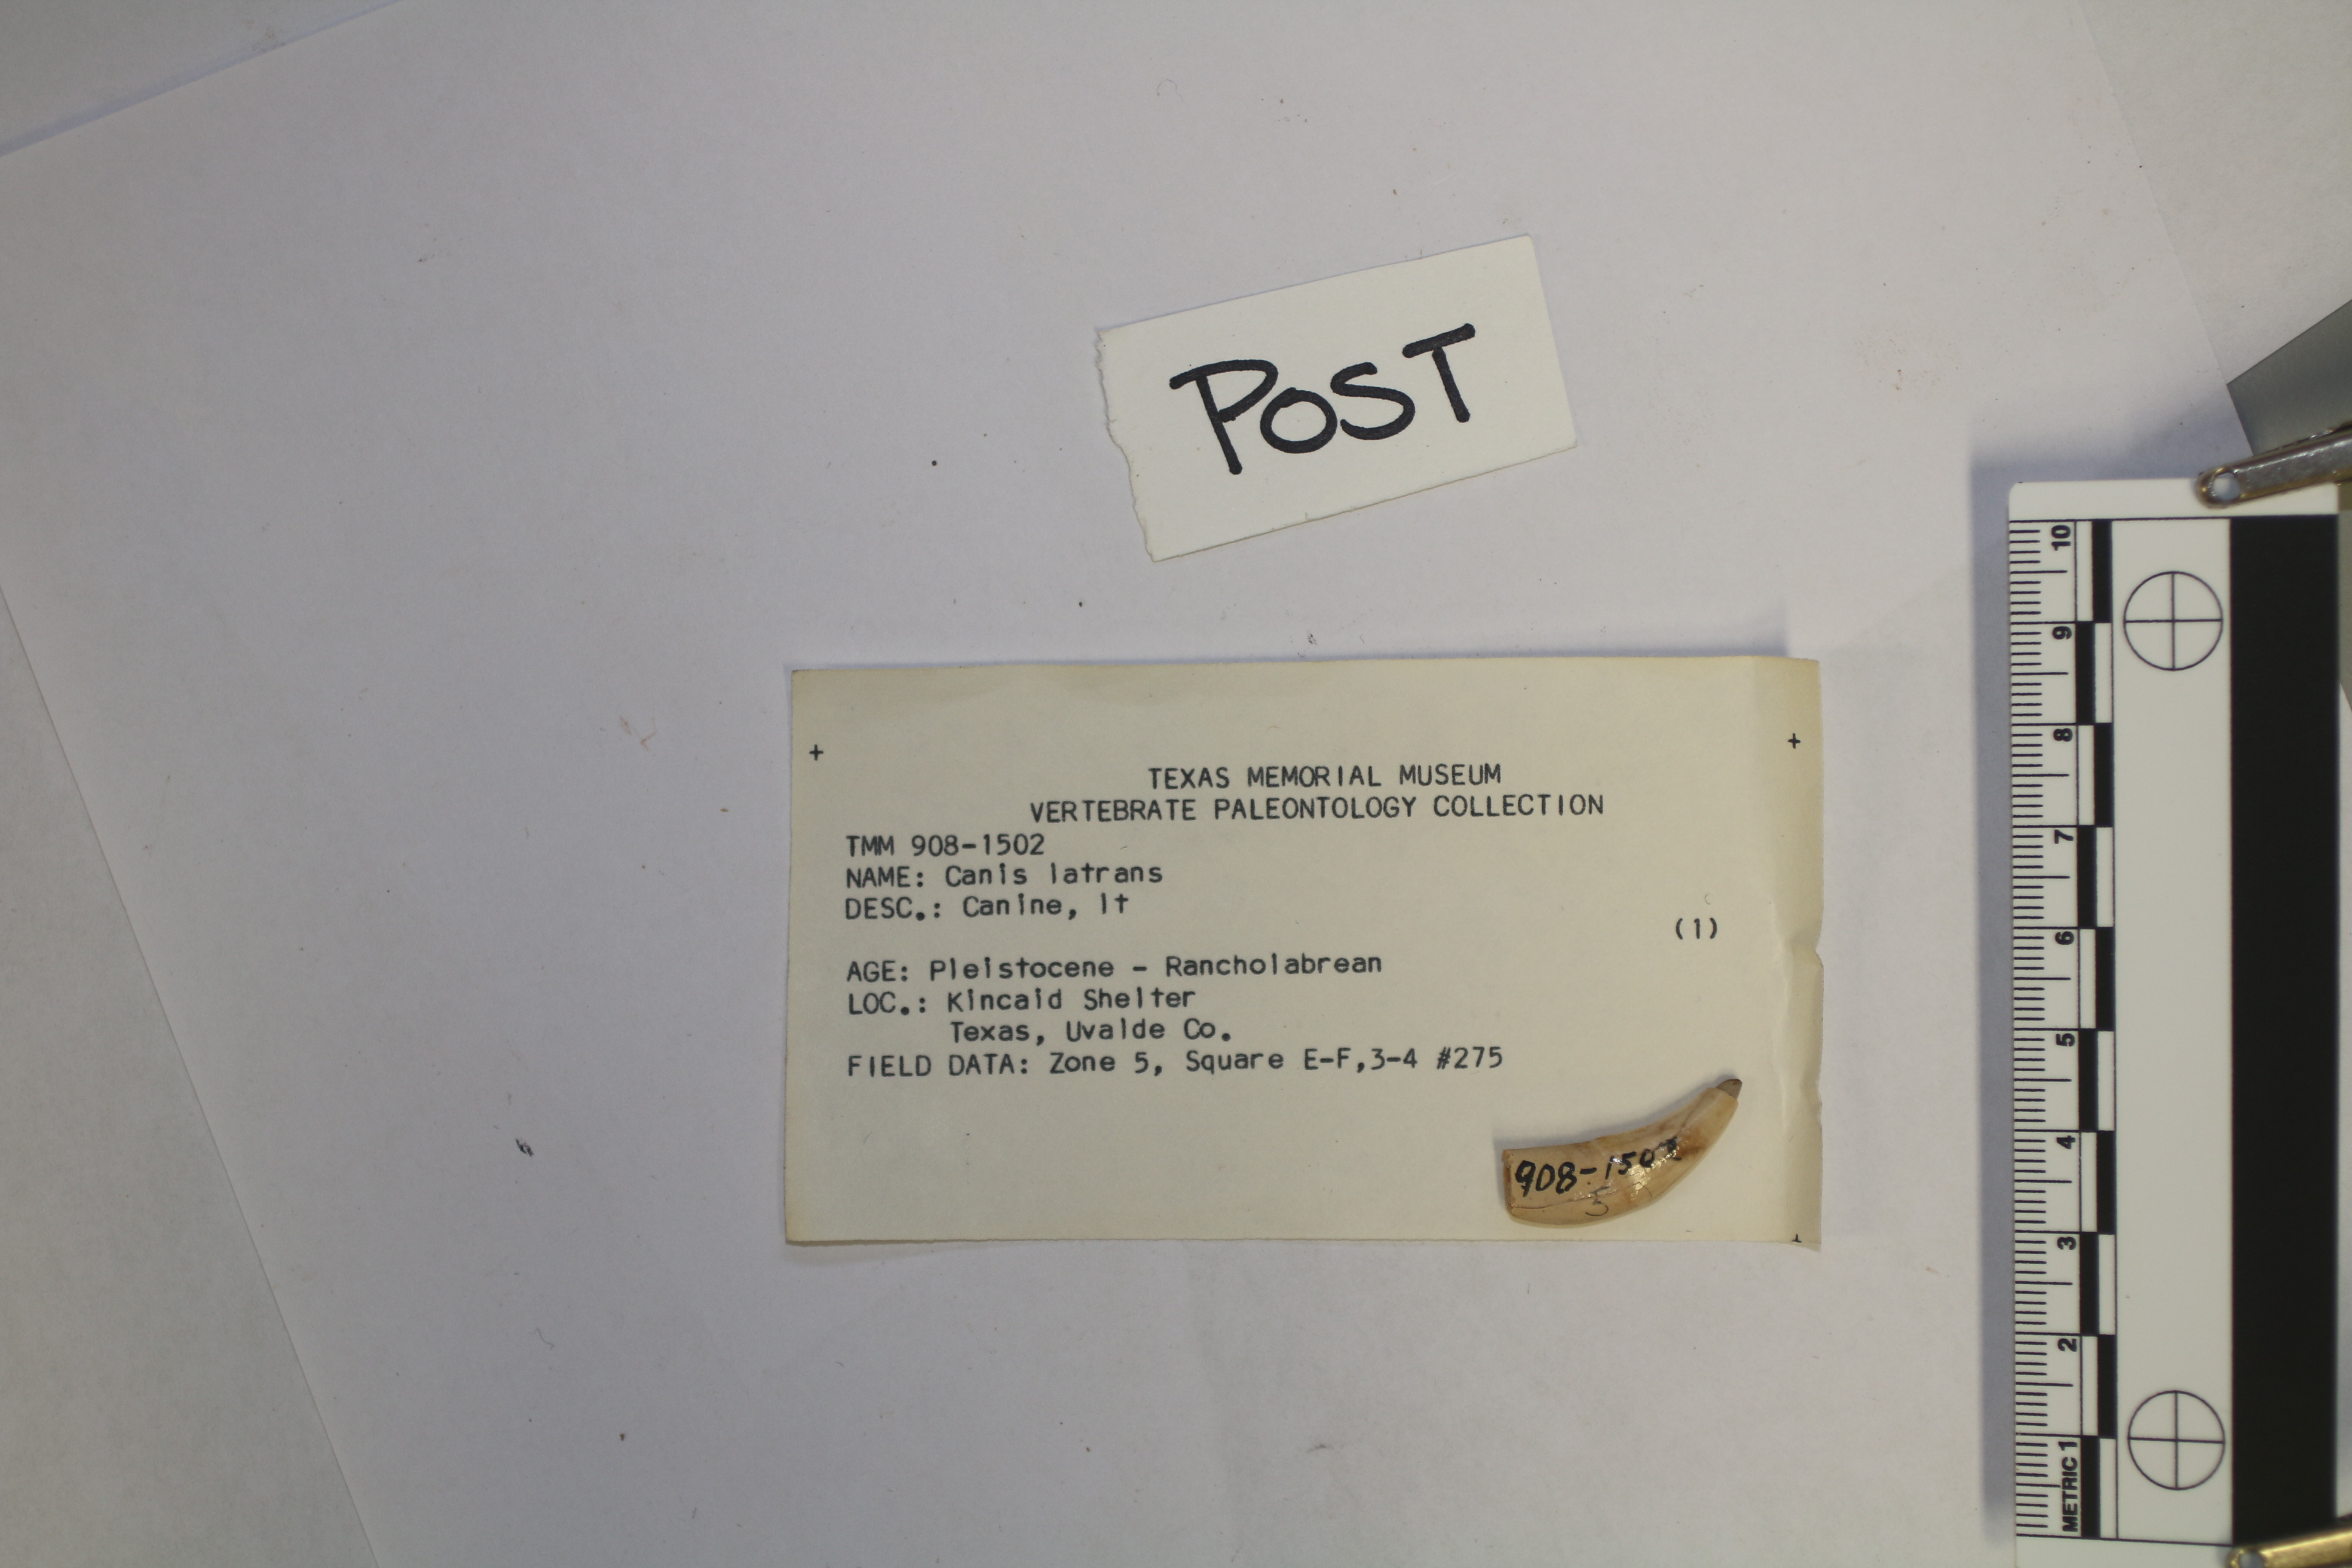 TEXAS MEMORIAL MUSEUM
VERTEBRATE PALEONTOLOGY COLLECTION
TMM 908-1502
NAME: Canis latrans
DESC.: Canine, lt
(1)
AGE: Pleistocene - Rancholabrean
LOC.: Kincaid Shelter
Texas, Uvalde Co.
FIELD DATA: Zone 5, Square E-F,3-4 #275
908-1502
5
POST
METRIC 1 2 3 4 5 6 7 8 9 10